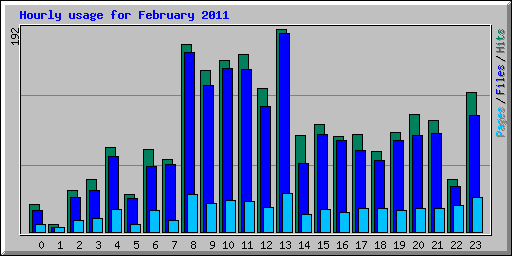 Hourly usage for February 2011
192
Pages/Files/Hits
0 1 2 3 4 5 6 7 8 9 10 11 12 13 14 15 16 17 18 19 20 21 22 23